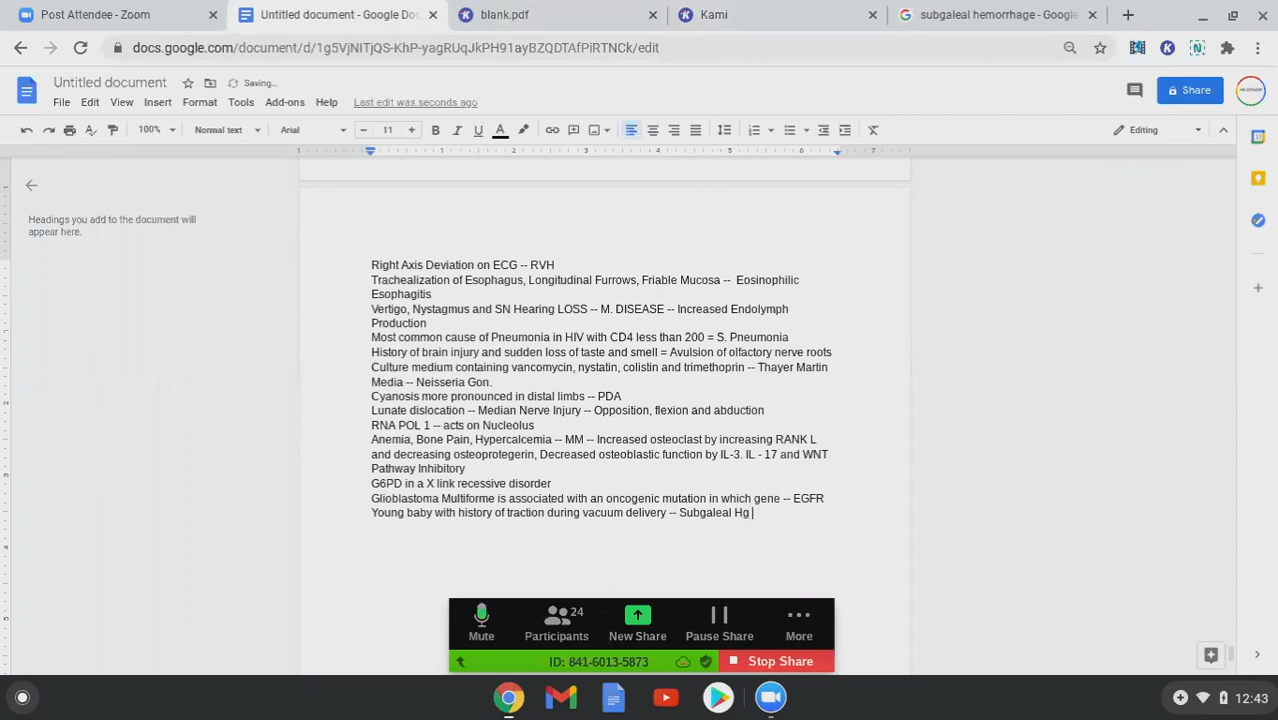 Post Attendee - Zoom
Untitled document - Google Doc
blank.pdf
Kami
subgaleal hemorrhage - Google
docs.google.com/document/d/1g5VjNITjQS-KhP-yagRUqJkPH91ayBZQDTAfPiRTNCk/edit
Untitled document
Saving...
File Edit View Insert Format Tools Add-ons Help Last edit was seconds ago
Share
100% Normal text Arial 11 Editing
1 1 2 3 4 5 6 7
Headings you add to the document will
appear here.
Right Axis Deviation on ECG -- RVH
Trachealization of Esophagus, Longitudinal Furrows, Friable Mucosa -- Eosinophilic
Esophagitis
Vertigo, Nystagmus and SN Hearing LOSS -- M. DISEASE -- Increased Endolymph
Production
Most common cause of Pneumonia in HIV with CD4 less than 200 = S. Pneumonia
History of brain injury and sudden loss of taste and smell = Avulsion of olfactory nerve roots
Culture medium containing vancomycin, nystatin, colistin and trimethoprin -- Thayer Martin
Media -- Neisseria Gon.
Cyanosis more pronounced in distal limbs -- PDA
Lunate dislocation -- Median Nerve Injury -- Opposition, flexion and abduction
RNA POL 1 -- acts on Nucleolus
Anemia, Bone Pain, Hypercalcemia -- MM -- Increased osteoclast by increasing RANK L
and decreasing osteoprotegerin, Decreased osteoblastic function by IL-3. IL - 17 and WNT
Pathway Inhibitory
G6PD in a X link recessive disorder
Glioblastoma Multiforme is associated with an oncogenic mutation in which gene -- EGFR
Young baby with history of traction during vacuum delivery -- Subgaleal Hg
24
Mute Participants New Share Pause Share More
ID: 841-6013-5873 Stop Share
12:43